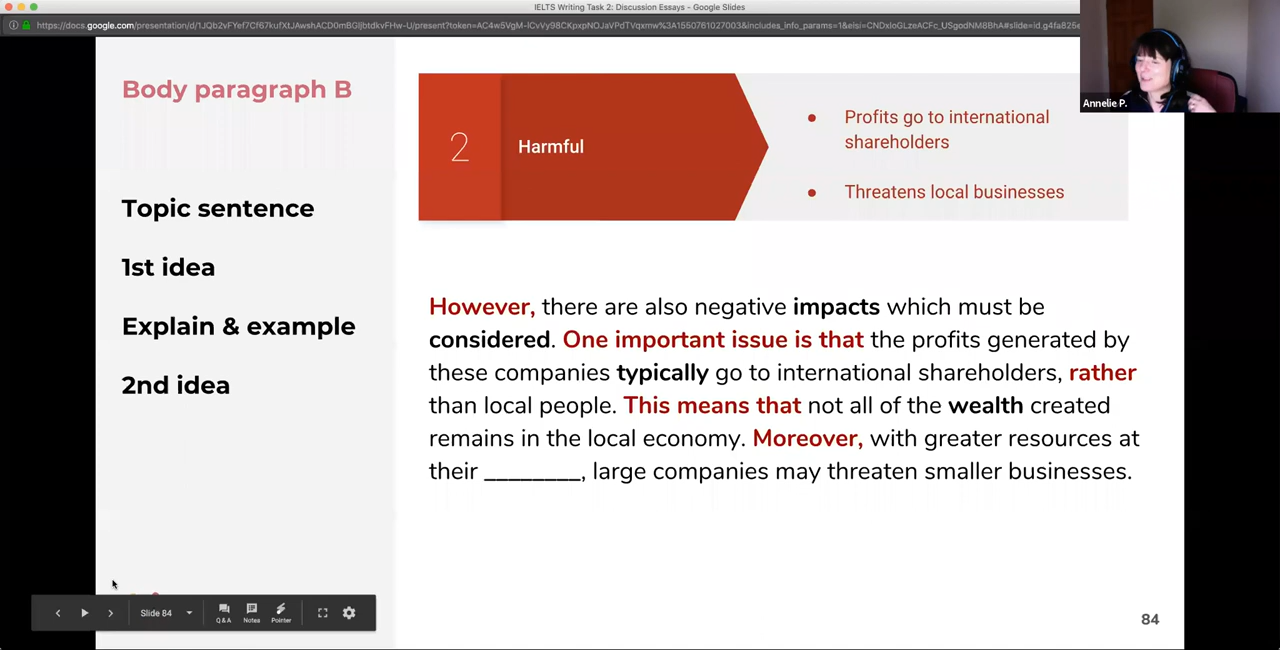 IELTS Writing Task 2: Discussion Essays - Google Slides
Annelie P.
Body paragraph B
Topic sentence
1st idea
Explain & example
2nd idea
2
Harmful
● Profits go to international
shareholders
● Threatens local businesses
However, there are also negative impacts which must be
considered. One important issue is that the profits generated by
these companies typically go to international shareholders, rather
than local people. This means that not all of the wealth created
remains in the local economy. Moreover, with greater resources at
their ________, large companies may threaten smaller businesses.
Slide 84
Q&A
Notes
Pointer
84